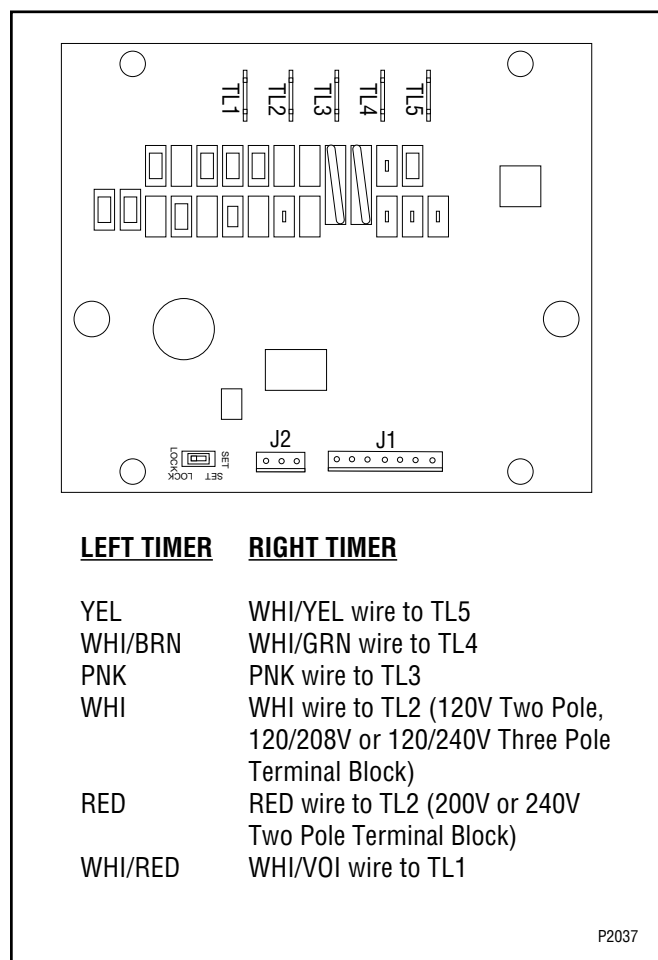 TL1 TL2 TL3 TL4 TL5
J2 J1
LOCK SET
LOCK SET
LEFT TIMER RIGHT TIMER
YEL WHI/YEL wire to TL5
WHI/BRN WHI/GRN wire to TL4
PNK PNK wire to TL3
WHI WHI wire to TL2 (120V Two Pole,
120/208V or 120/240V Three Pole
Terminal Block)
RED RED wire to TL2 (200V or 240V
Two Pole Terminal Block)
WHI/RED WHI/VOI wire to TL1
P2037